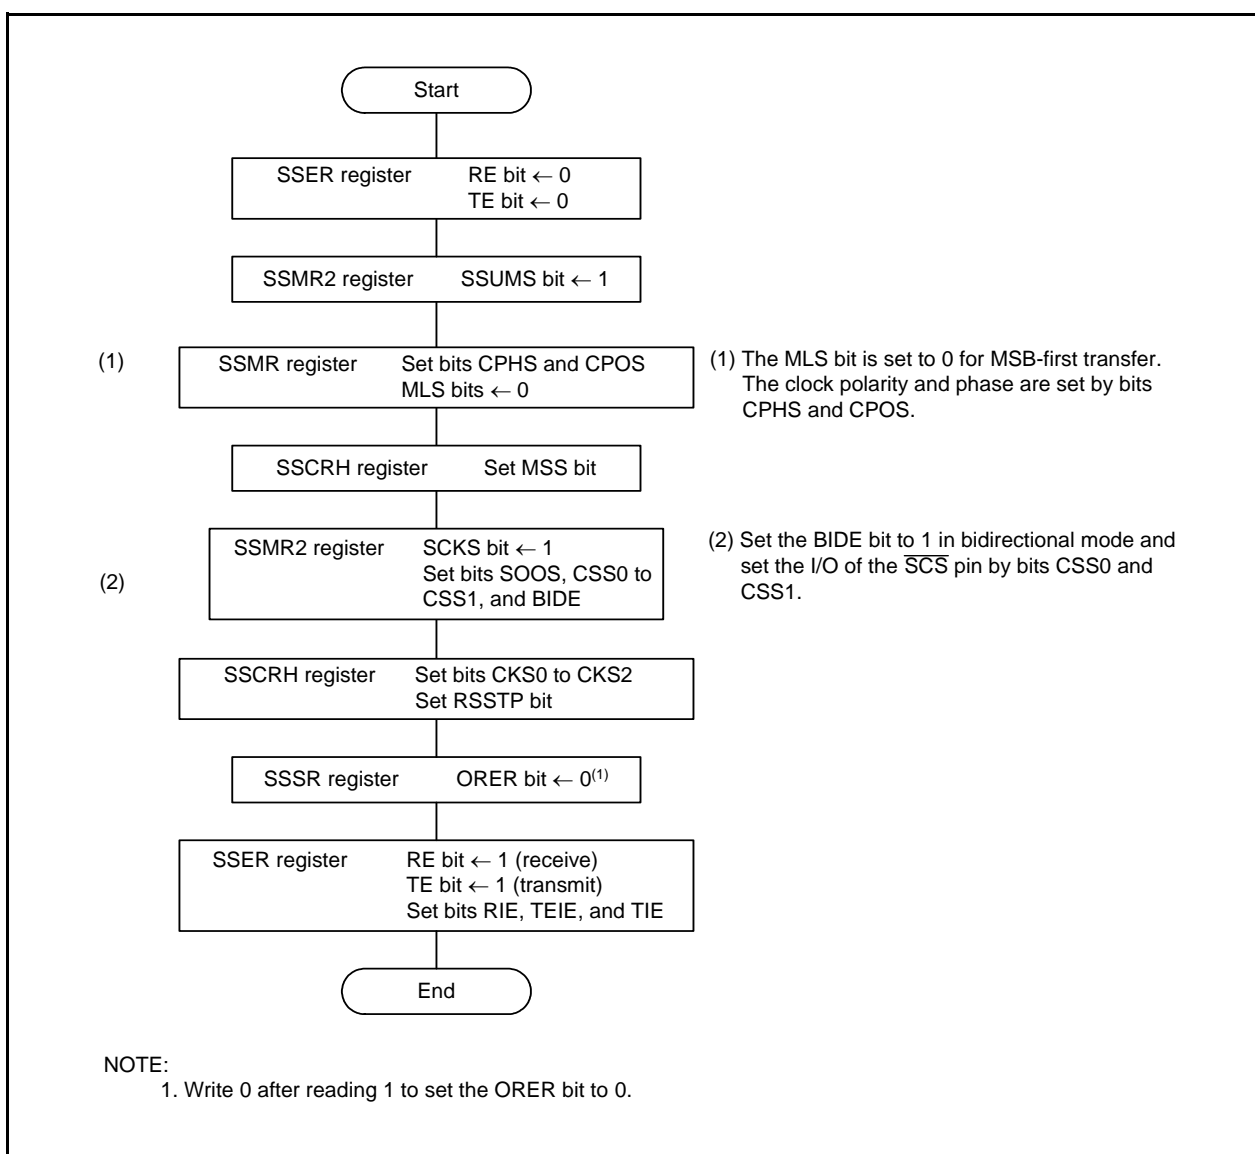 Start
SSER register RE bit ← 0
TE bit ← 0
SSMR2 register SSUMS bit ← 1
(1) SSMR register Set bits CPHS and CPOS
MLS bits ← 0
(1) The MLS bit is set to 0 for MSB-first transfer.
The clock polarity and phase are set by bits
CPHS and CPOS.
SSCRH register Set MSS bit
(2) SSMR2 register SCKS bit ← 1
Set bits SOOS, CSS0 to
CSS1, and BIDE
(2) Set the BIDE bit to 1 in bidirectional mode and
set the I/O of the S̅C̅S̅ pin by bits CSS0 and
CSS1.
SSCRH register Set bits CKS0 to CKS2
Set RSSTP bit
SSSR register ORER bit ← 0(1)
SSER register RE bit ← 1 (receive)
TE bit ← 1 (transmit)
Set bits RIE, TEIE, and TIE
End
NOTE:
1. Write 0 after reading 1 to set the ORER bit to 0.